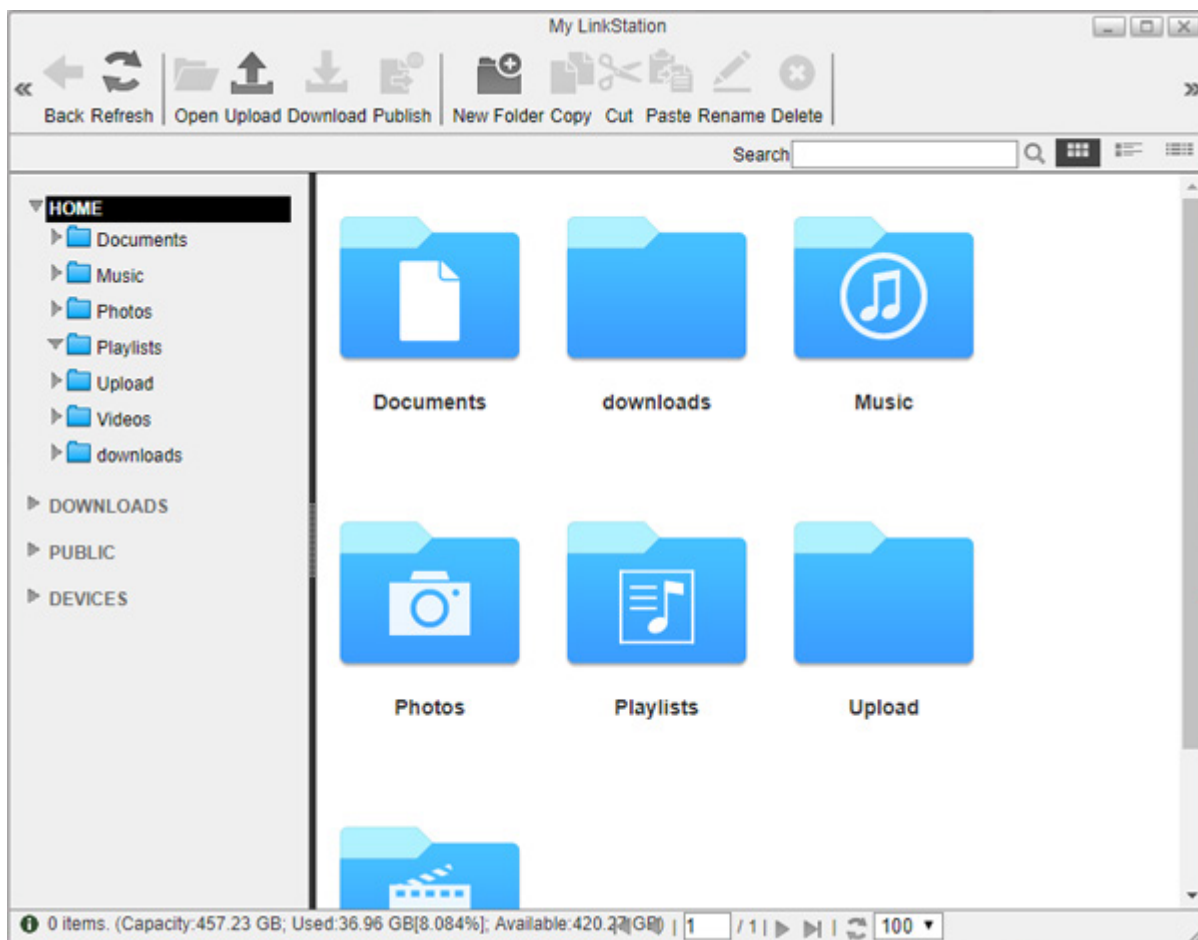 My LinkStation
Back Refresh Open Upload Download Publish New Folder Copy Cut Paste Rename Delete
Search
HOME
Documents
Music
Photos
Playlists
Upload
Videos
downloads
DOWNLOADS
PUBLIC
DEVICES
Documents downloads Music
Photos Playlists Upload
0 items. (Capacity:457.23 GB; Used:36.96 GB[8.084%]; Available:420.27 GB) 1 / 1 100